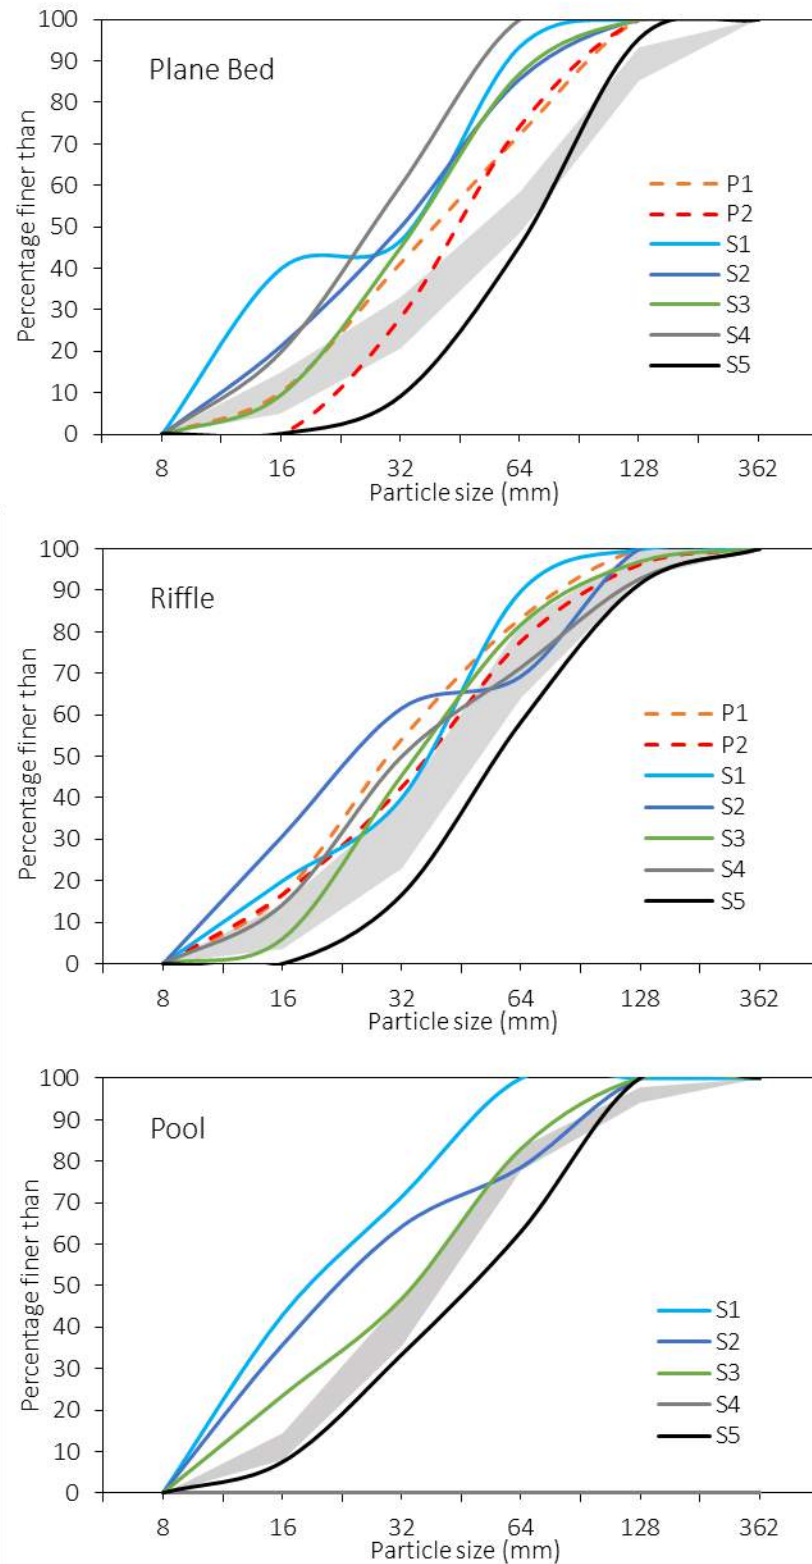 Plane Bed
Percentage finer than
100
90
80
70
60
50
40
30
20
10
0
P1
P2
S1
S2
S3
S4
S5
8 16 32 64 128 362
Particle size (mm)
Riffle
Percentage finer than
100
90
80
70
60
50
40
30
20
10
0
P1
P2
S1
S2
S3
S4
S5
8 16 32 64 128 362
Particle size (mm)
Pool
Percentage finer than
100
90
80
70
60
50
40
30
20
10
0
S1
S2
S3
S4
S5
8 16 32 64 128 362
Particle size (mm)